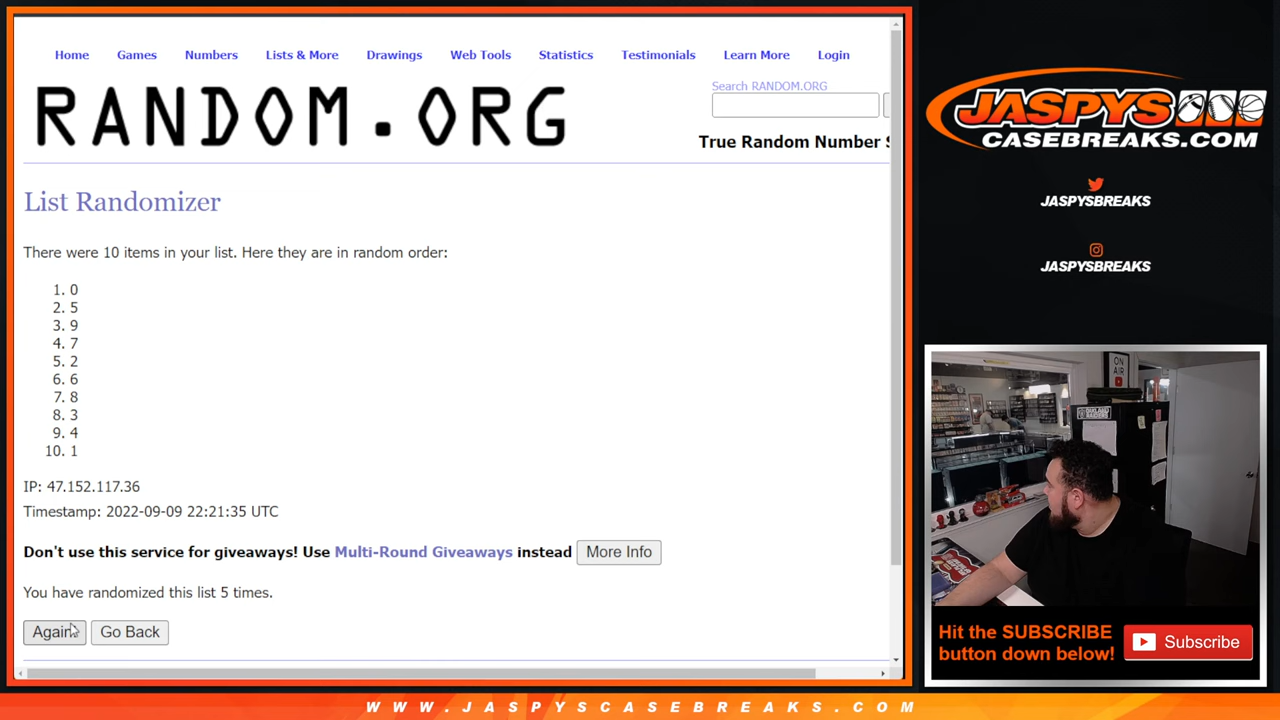 Home Games Numbers Lists & More Drawings Web Tools Statistics Testimonials Learn More Login
Search RANDOM.ORG
RANDOM.ORG
True Random Number S
List Randomizer
There were 10 items in your list. Here they are in random order:
1. 0
2. 5
3. 9
4. 7
5. 2
6. 6
7. 8
8. 3
9. 4
10. 1
IP: 47.152.117.36
Timestamp: 2022-09-09 22:21:35 UTC
Don't use this service for giveaways! Use Multi-Round Giveaways instead More Info
You have randomized this list 5 times.
Again! Go Back
JASPYS
CASEBREAKS.COM
JASPYSBREAKS
JASPYSBREAKS
ON
AIR
Hit the SUBSCRIBE
button down below!
Subscribe
WWW.JASPYSCASEBREAKS.COM